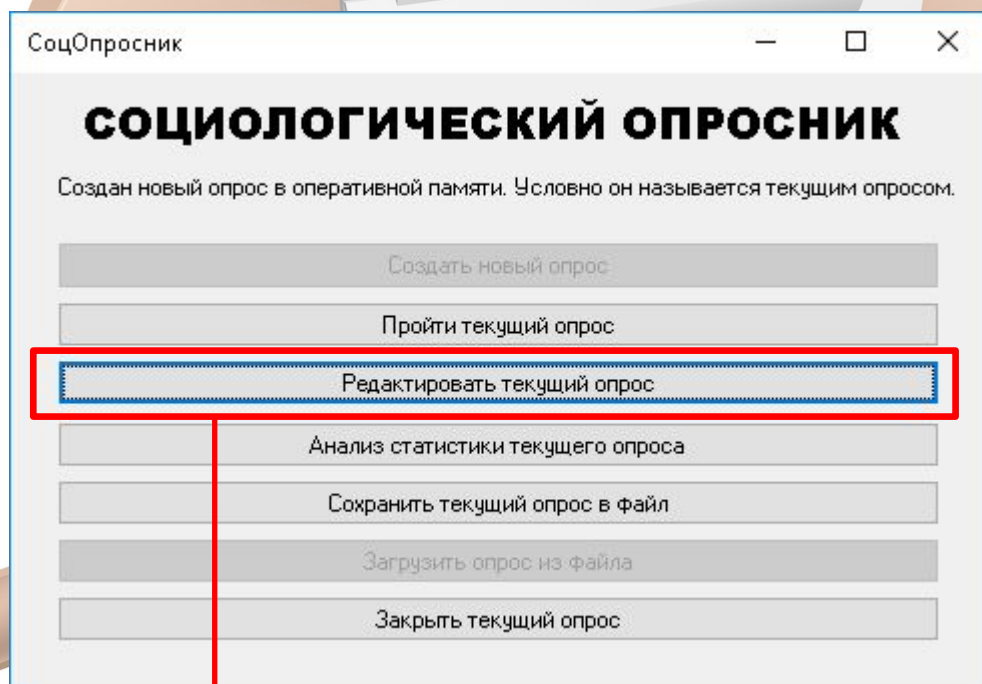 СоцОпросник
СОЦИОЛОГИЧЕСКИЙ ОПРОСНИК
Создан новый опрос в оперативной памяти. Условно он называется текущим опросом.
Создать новый опрос
Пройти текущий опрос
Редактировать текущий опрос
Анализ статистики текущего опроса
Сохранить текущий опрос в файл
Загрузить опрос из файла
Закрыть текущий опрос